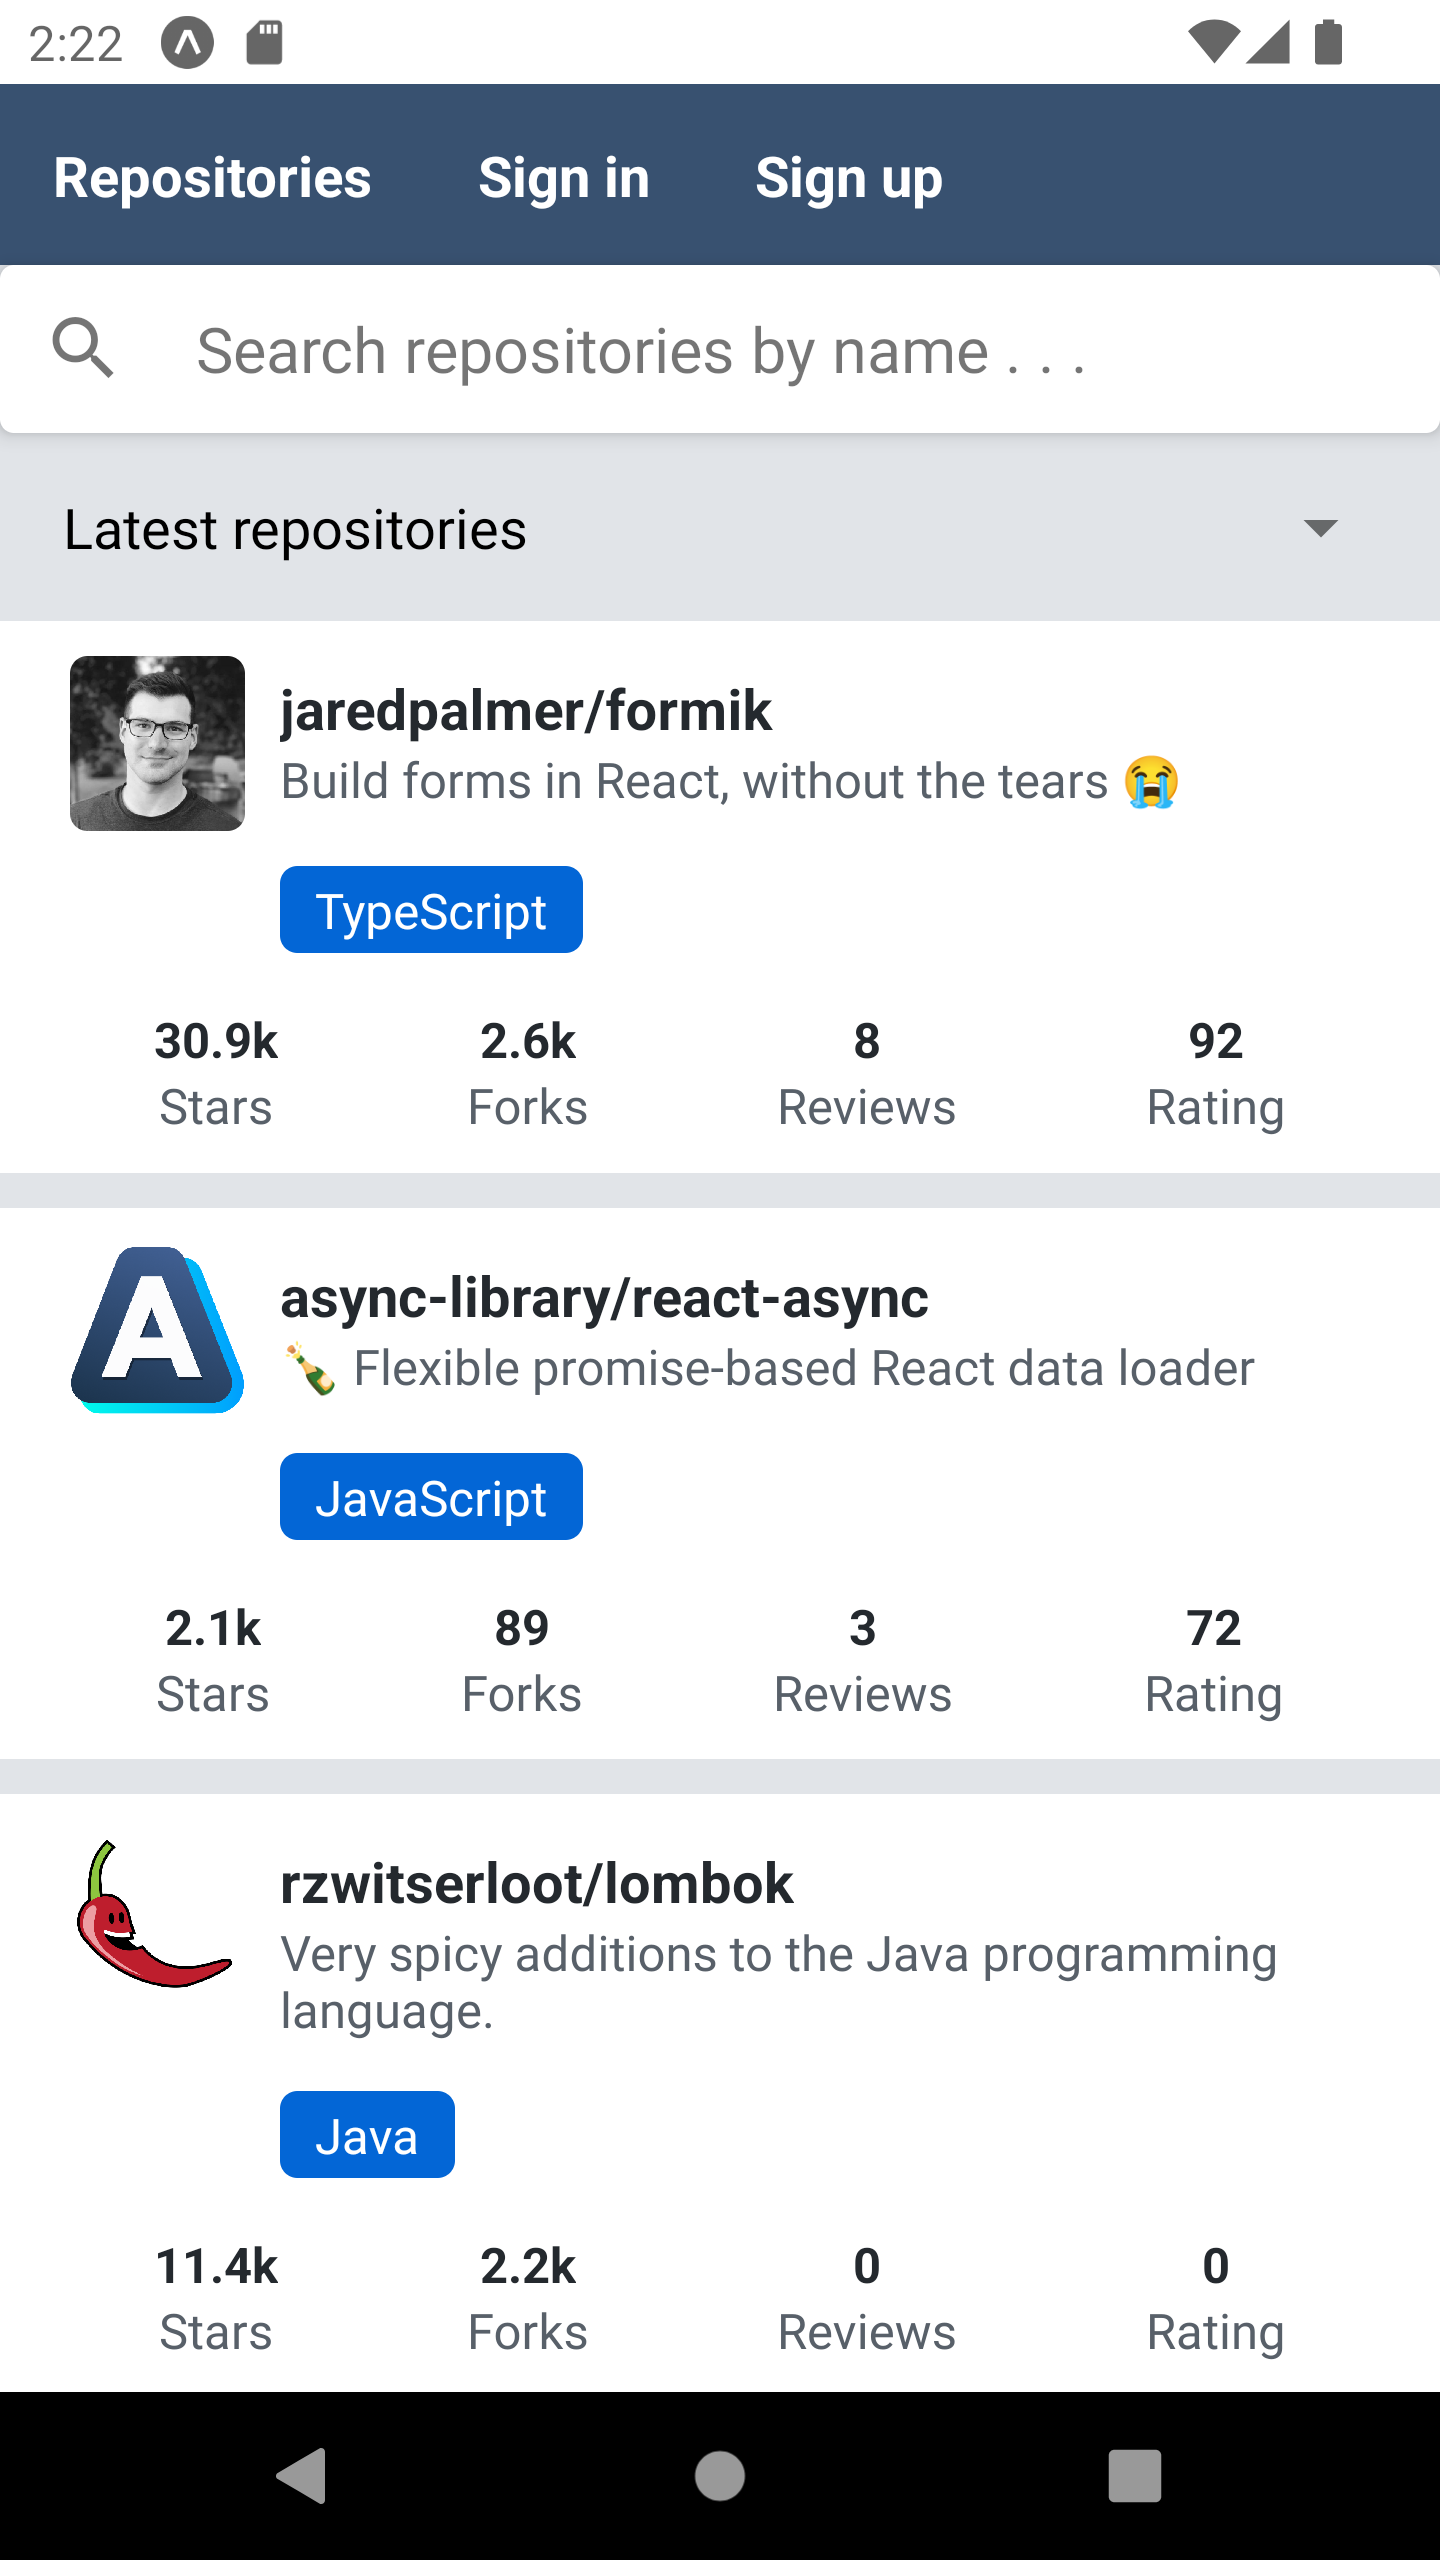 2:22
Repositories Sign in Sign up
Search repositories by name . . .
Latest repositories
jaredpalmer/formik
Build forms in React, without the tears 😭
TypeScript
30.9k 2.6k 8 92
Stars Forks Reviews Rating
A
async-library/react-async
🍾 Flexible promise-based React data loader
JavaScript
2.1k 89 3 72
Stars Forks Reviews Rating
rzwitserloot/lombok
Very spicy additions to the Java programming
language.
Java
11.4k 2.2k 0 0
Stars Forks Reviews Rating